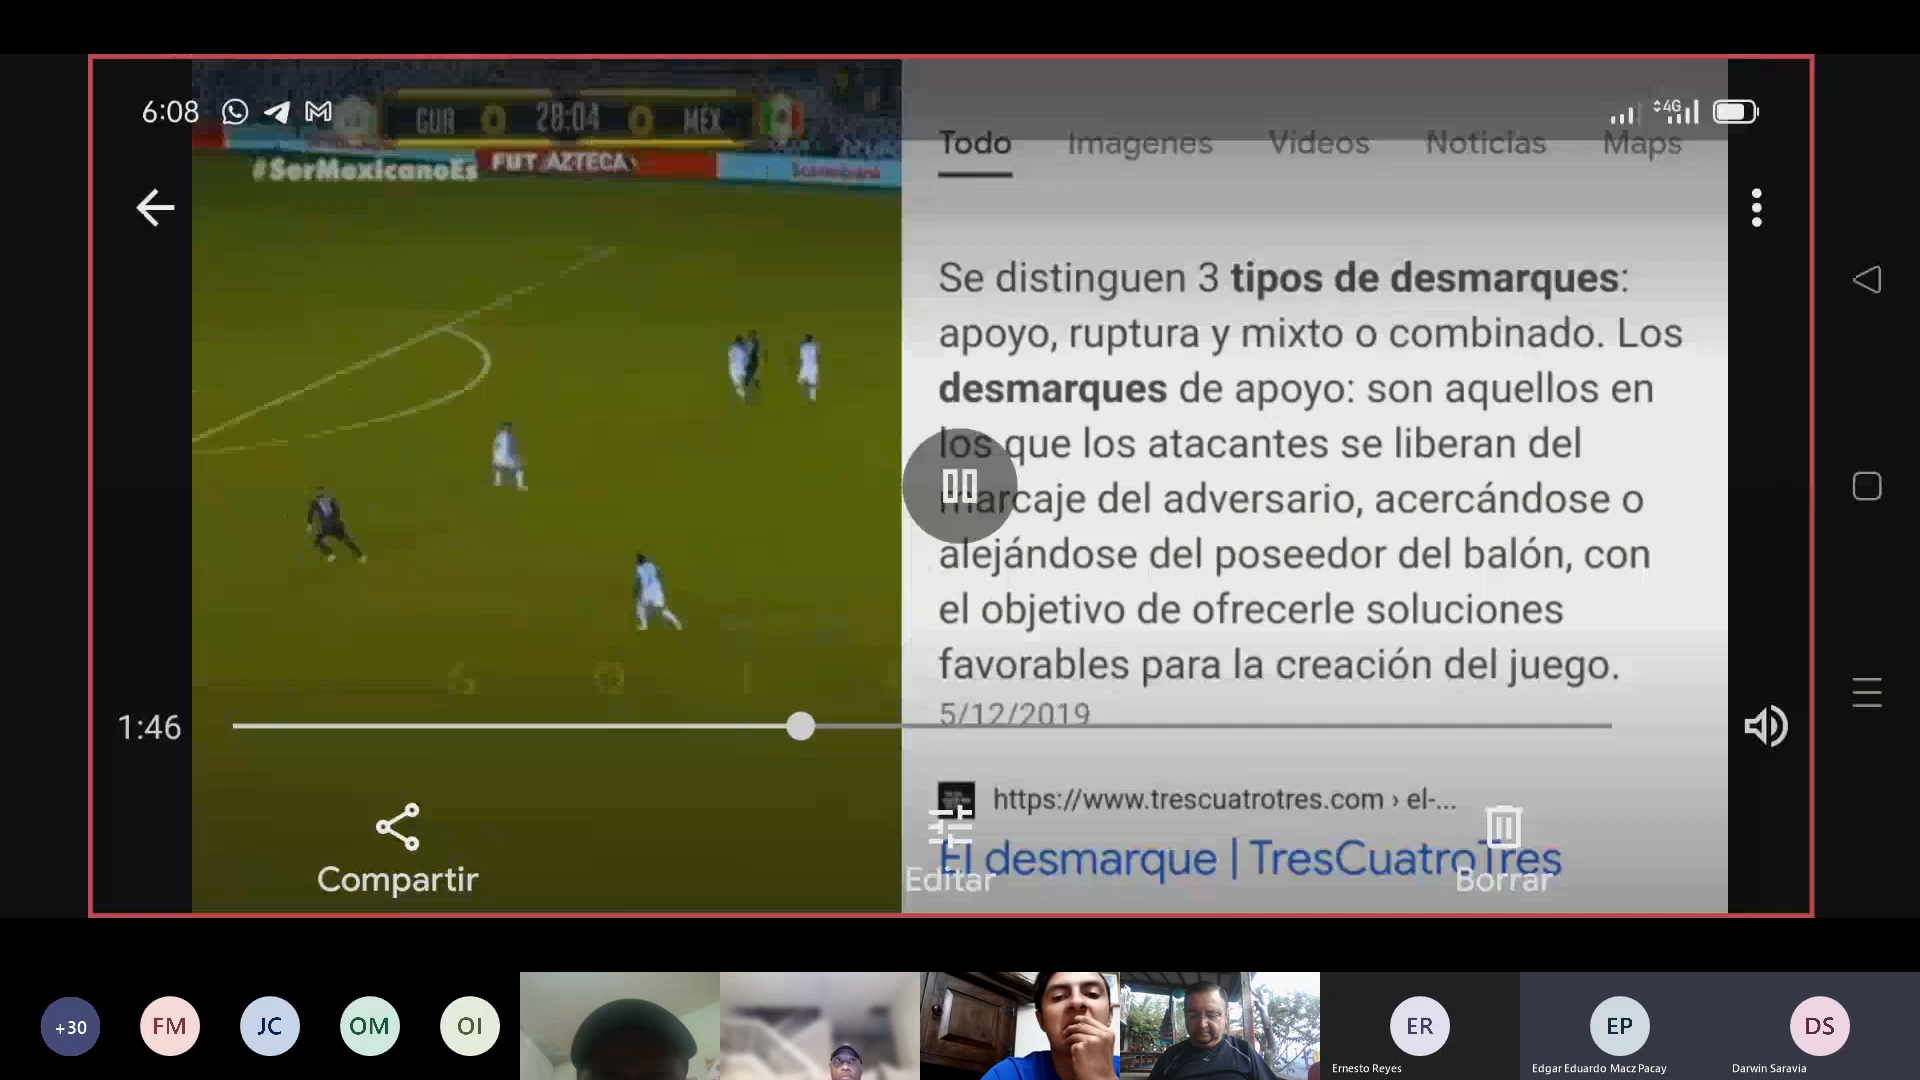 6:08
4G
CUR 0 28:04 0 MÉX
#SerMexicanoEs
FUT AZTECA
Scotiabank
Todo Imagenes Videos Noticias Maps
Se distinguen 3 tipos de desmarques:
apoyo, ruptura y mixto o combinado. Los
desmarques de apoyo: son aquellos en
los que los atacantes se liberan del
marcaje del adversario, acercándose o
alejándose del poseedor del balón, con
el objetivo de ofrecerle soluciones
favorables para la creación del juego.
5/12/2019
1:46
https://www.trescuatrotres.com › el-...
El desmarque | TresCuatroTres
Compartir
Editar
Borrar
+30
FM
JC
OM
OI
ER
Ernesto Reyes
EP
Edgar Eduardo Macz Pacay
DS
Darwin Saravia